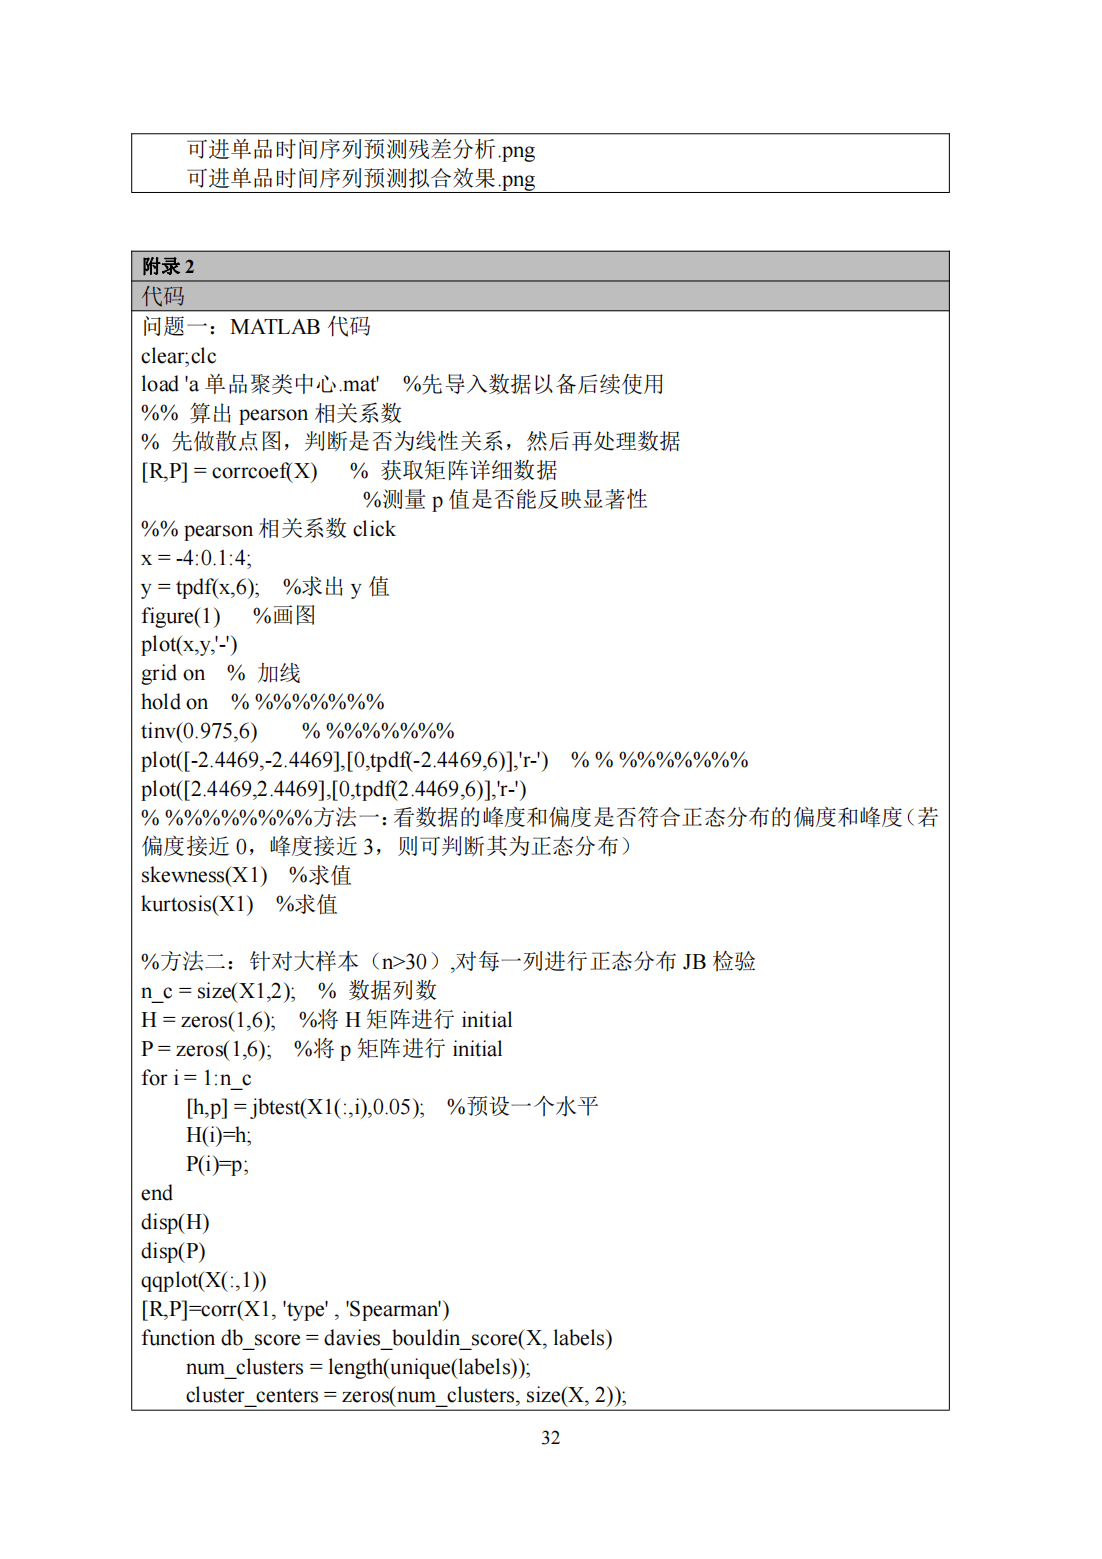 可进单品时间序列预测残差分析.png
可进单品时间序列预测拟合效果.png
附录 2
代码
问题一：MATLAB 代码
clear;clc
load 'a 单品聚类中心.mat' %先导入数据以备后续使用
%% 算出 pearson 相关系数
% 先做散点图，判断是否为线性关系，然后再处理数据
[R,P] = corrcoef(X) % 获取矩阵详细数据
%测量 p 值是否能反映显著性
%% pearson 相关系数 click
x = -4:0.1:4;
y = tpdf(x,6); %求出 y 值
figure(1) %画图
plot(x,y,'-')
grid on % 加线
hold on % %%%%%%%
tinv(0.975,6) % %%%%%%%
plot([-2.4469,-2.4469],[0,tpdf(-2.4469,6)],'r-') % % %%%%%%%
plot([2.4469,2.4469],[0,tpdf(2.4469,6)],'r-')
% %%%%%%%%方法一：看数据的峰度和偏度是否符合正态分布的偏度和峰度（若
偏度接近 0，峰度接近 3，则可判断其为正态分布）
skewness(X1) %求值
kurtosis(X1) %求值
%方法二：针对大样本（n>30）,对每一列进行正态分布 JB 检验
n_c = size(X1,2); % 数据列数
H = zeros(1,6); %将 H 矩阵进行 initial
P = zeros(1,6); %将 p 矩阵进行 initial
for i = 1:n_c
[h,p] = jbtest(X1(:,i),0.05); %预设一个水平
H(i)=h;
P(i)=p;
end
disp(H)
disp(P)
qqplot(X(:,1))
[R,P]=corr(X1, 'type' , 'Spearman')
function db_score = davies_bouldin_score(X, labels)
num_clusters = length(unique(labels));
cluster_centers = zeros(num_clusters, size(X, 2));
32